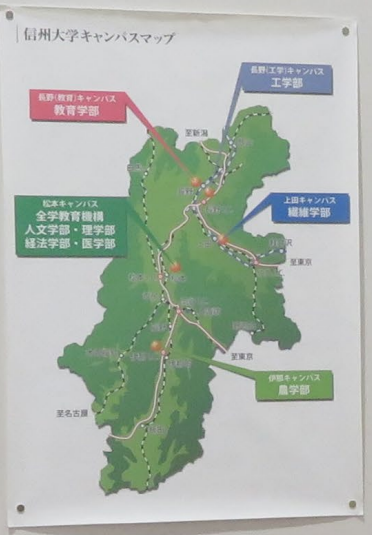 信州大学キャンパスマップ
長野(工学)キャンパス
工学部
長野(教育)キャンパス
教育学部
至新潟
上田キャンパス
繊維学部
松本キャンパス
全学教育機構
人文学部・理学部
経法学部・医学部
至東京
至東京
伊那キャンパス
農学部
至名古屋